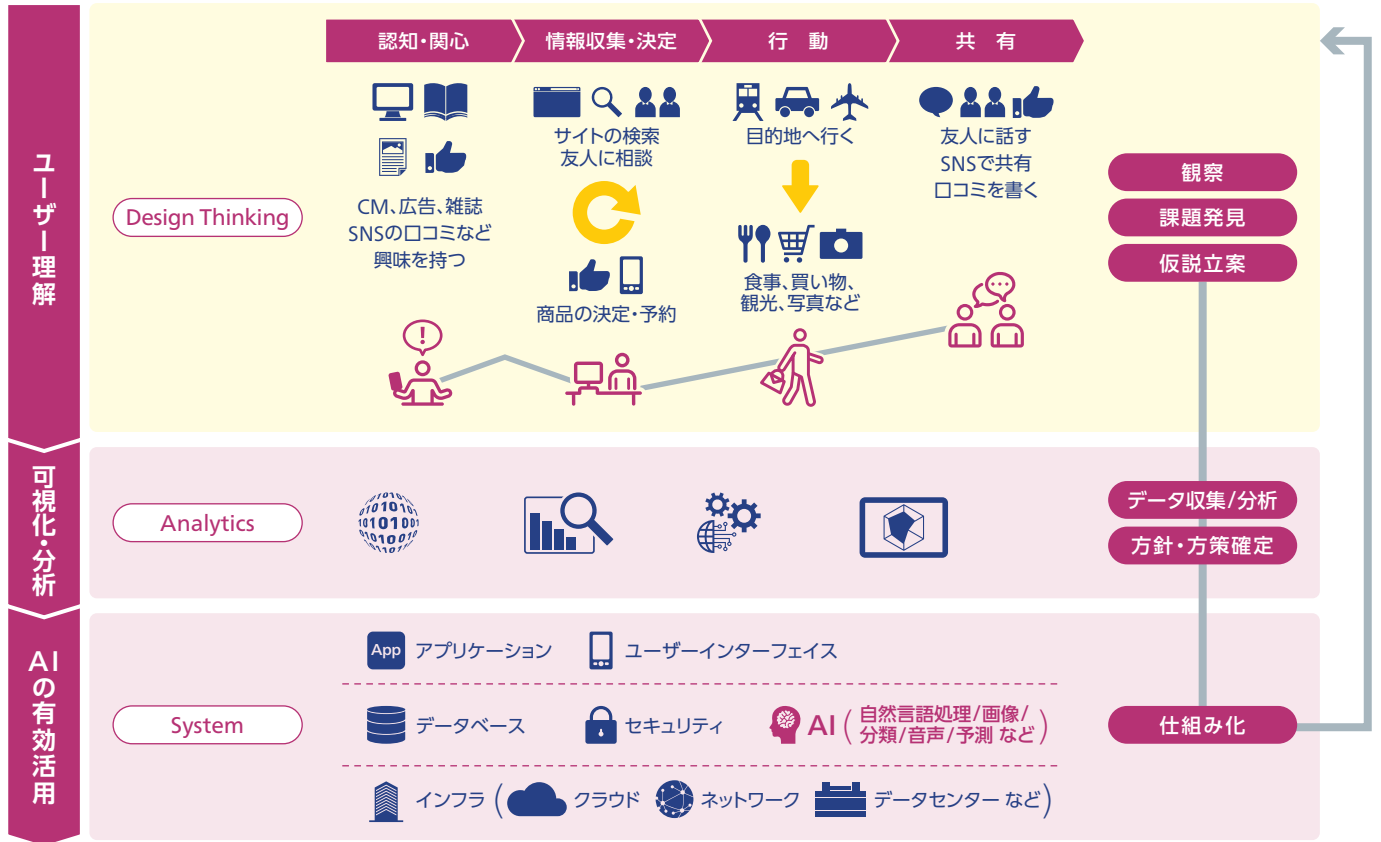 ユーザー理解
Design Thinking
認知・関心
情報収集・決定
行 動
共 有
CM、広告、雑誌
SNSの口コミなど
興味を持つ
サイトの検索
友人に相談
商品の決定・予約
目的地へ行く
食事、買い物、
観光、写真など
友人に話す
SNSで共有
口コミを書く
!
観察
課題発見
仮説立案
可視化・分析
Analytics
1010
01010
1010100
1010010
1010
データ収集/分析
方針・方策確定
AIの有効活用
System
App アプリケーション
ユーザーインターフェイス
データベース
セキュリティ
AI(自然言語処理/画像/
分類/音声/予測 など)
インフラ(クラウド ネットワーク データセンター など)
仕組み化